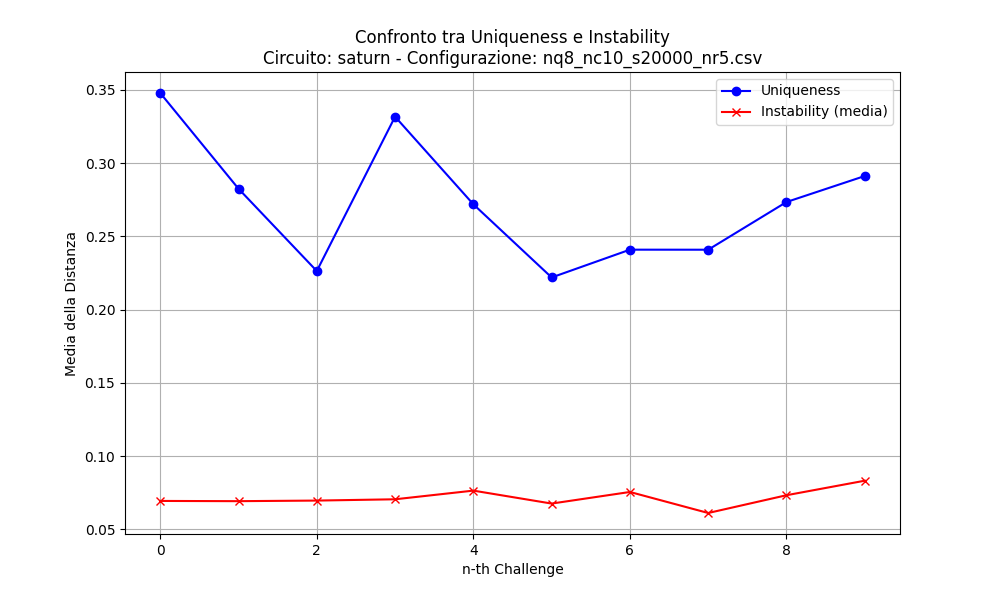 Confronto tra Uniqueness e Instability
Circuito: saturn - Configurazione: nq8_nc10_s20000_nr5.csv
Uniqueness
Instability (media)
Media della Distanza
0.35
0.30
0.25
0.20
0.15
0.10
0.05
0 2 4 6 8
n-th Challenge